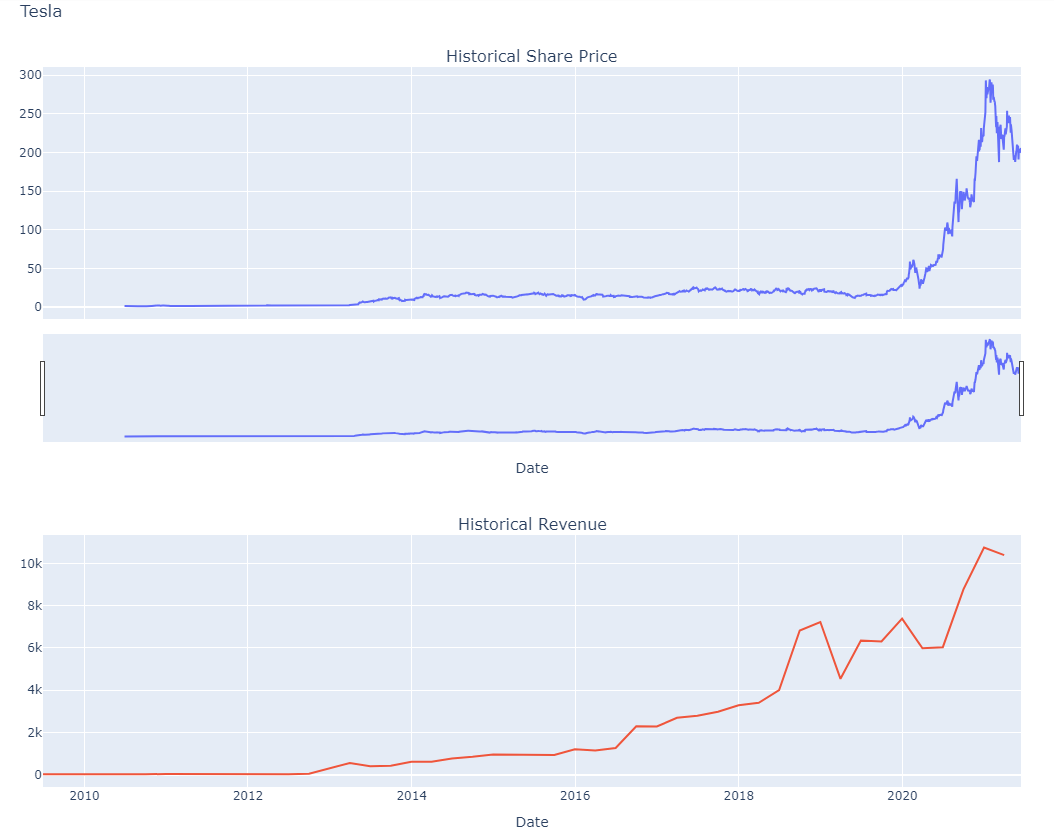 Tesla
Historical Share Price
300
250
200
150
100
50
0
Date
Historical Revenue
10k
8k
6k
4k
2k
0
2010 2012 2014 2016 2018 2020
Date